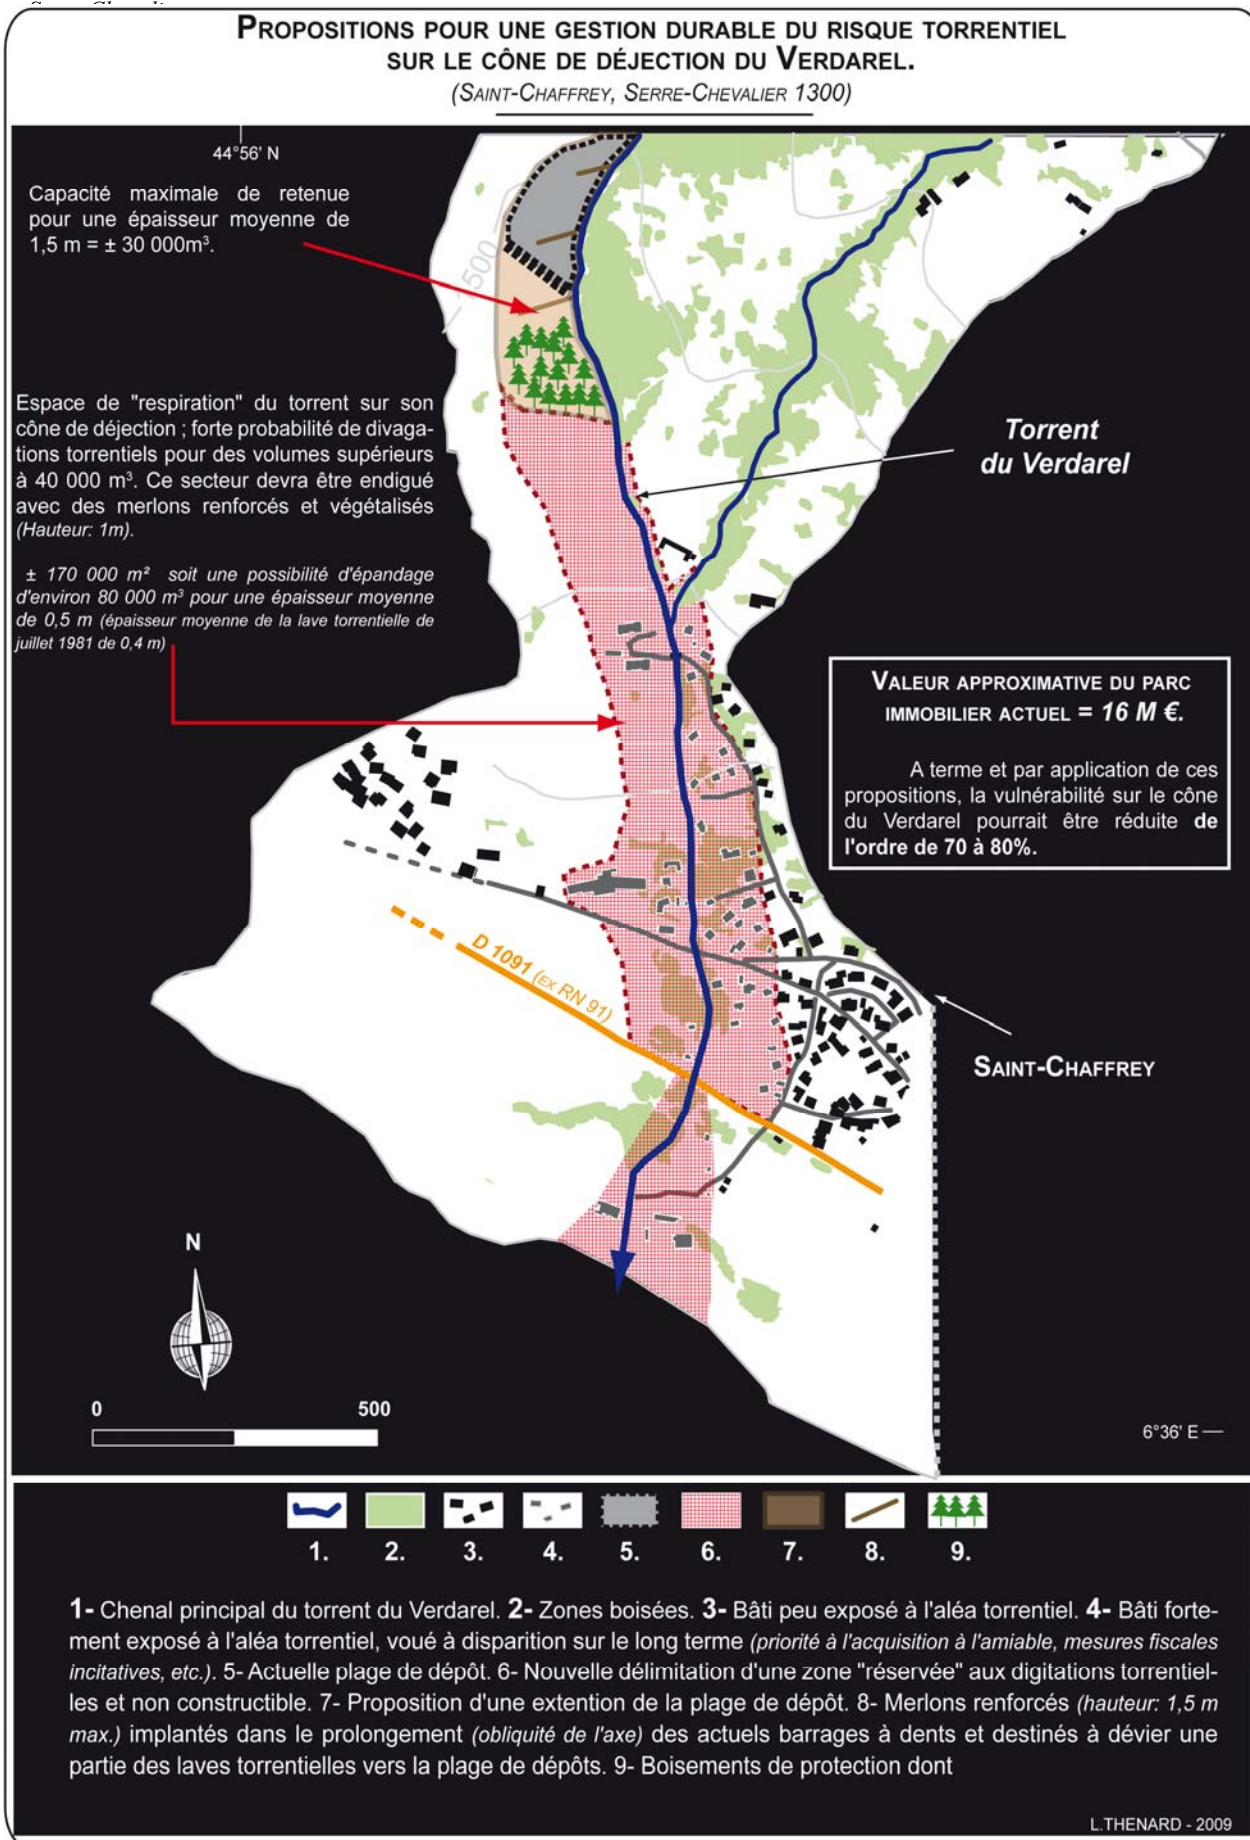 PROPOSITIONS POUR UNE GESTION DURABLE DU RISQUE TORRENTIEL
SUR LE CÔNE DE DÉJECTION DU VERDAREL.
(SAINT-CHAFFREY, SERRE-CHEVALIER 1300)
44°56' N
Capacité maximale de retenue
pour une épaisseur moyenne de
1,5 m = ± 30 000m³.
1500
Espace de "respiration" du torrent sur son
cône de déjection ; forte probabilité de divaga-
tions torrentiels pour des volumes supérieurs
à 40 000 m³. Ce secteur devra être endigué
avec des merlons renforcés et végétalisés
(Hauteur: 1m).
± 170 000 m² soit une possibilité d'épandage
d'environ 80 000 m³ pour une épaisseur moyenne
de 0,5 m (épaisseur moyenne de la lave torrentielle de
juillet 1981 de 0,4 m)
Torrent
du Verdarel
VALEUR APPROXIMATIVE DU PARC
IMMOBILIER ACTUEL = 16 M €.
A terme et par application de ces
propositions, la vulnérabilité sur le cône
du Verdarel pourrait être réduite de
l'ordre de 70 à 80%.
D 1091 (EX RN 91)
SAINT-CHAFFREY
N
0 500
6°36' E
1. 2. 3. 4. 5. 6. 7. 8. 9.
1- Chenal principal du torrent du Verdarel. 2- Zones boisées. 3- Bâti peu exposé à l'aléa torrentiel. 4- Bâti forte-
ment exposé à l'aléa torrentiel, voué à disparition sur le long terme (priorité à l'acquisition à l'amiable, mesures fiscales
incitatives, etc.). 5- Actuelle plage de dépôt. 6- Nouvelle délimitation d'une zone "réservée" aux digitations torrentiel-
les et non constructible. 7- Proposition d'une extention de la plage de dépôt. 8- Merlons renforcés (hauteur: 1,5 m
max.) implantés dans le prolongement (obliquité de l'axe) des actuels barrages à dents et destinés à dévier une
partie des laves torrentielles vers la plage de dépôts. 9- Boisements de protection dont
L.THENARD - 2009